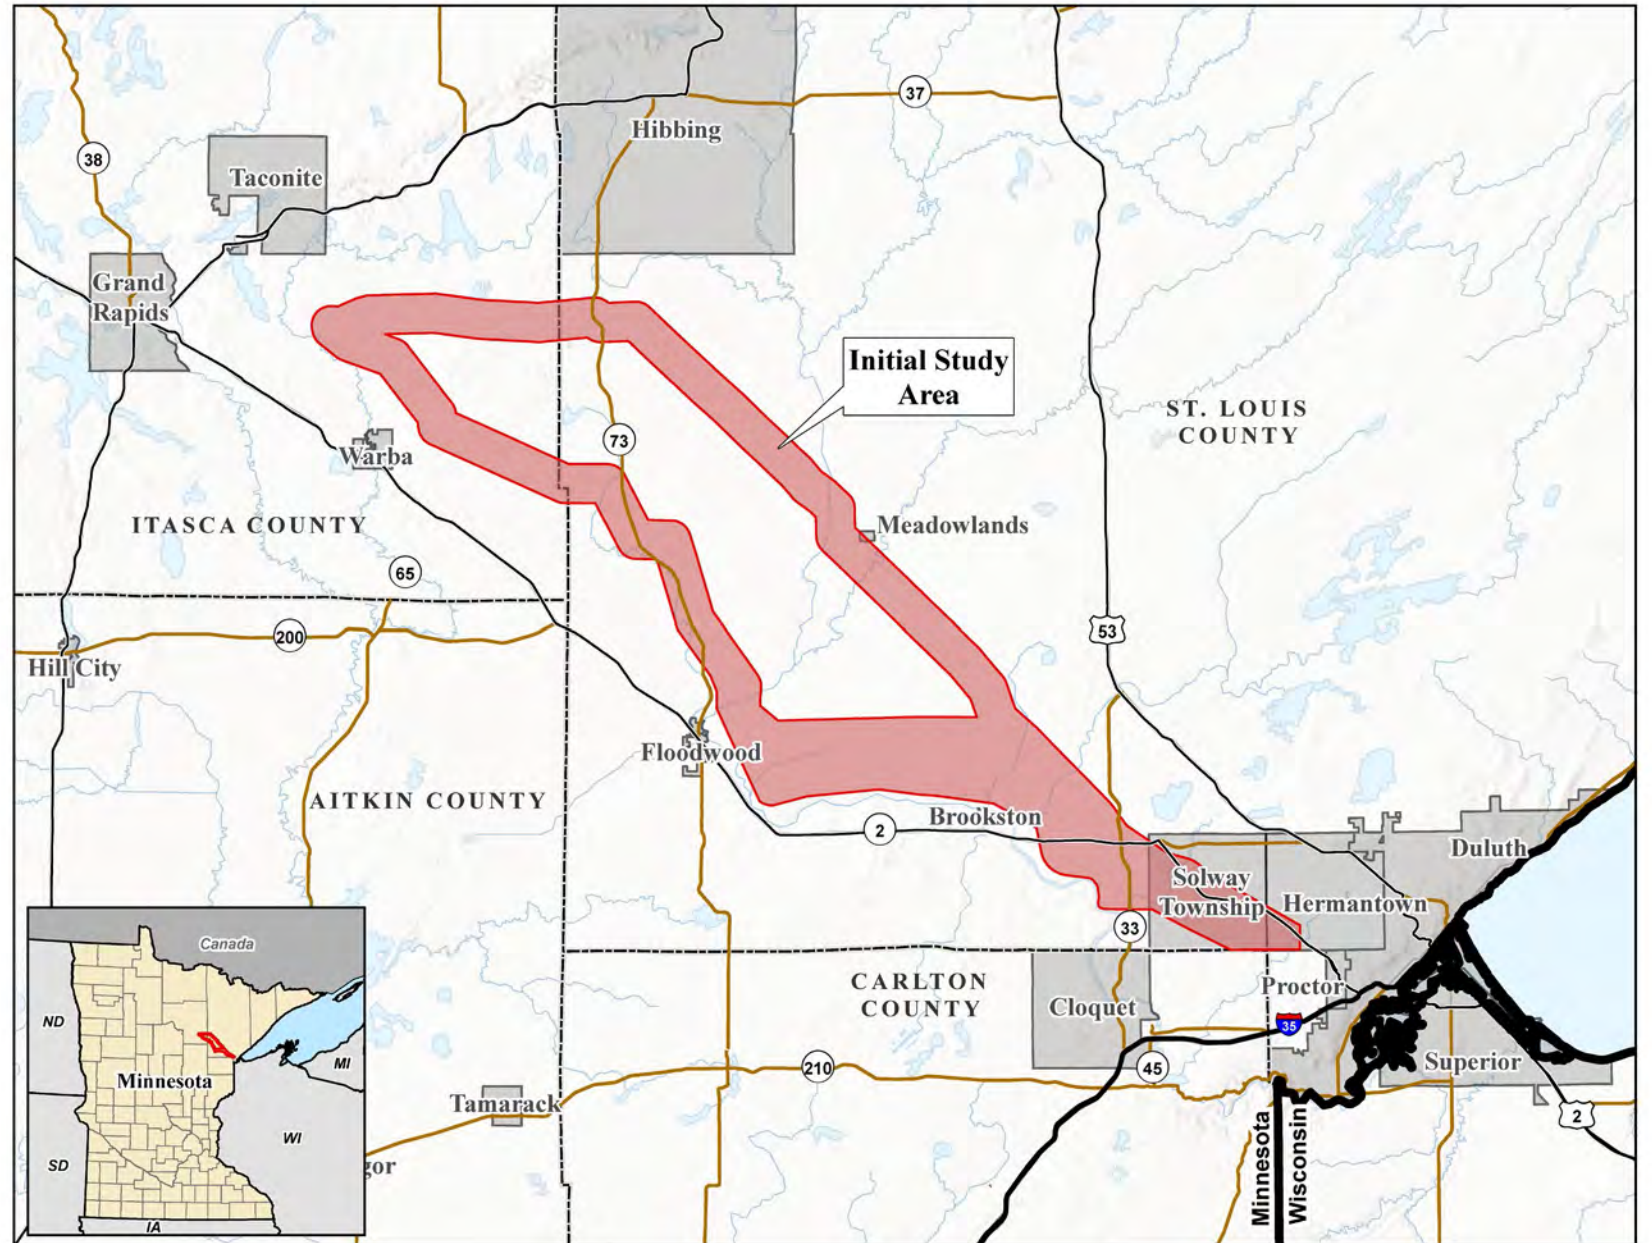 37
Hibbing
38
Taconite
Grand
Rapids
Initial Study
Area
ST. LOUIS
COUNTY
73
Warba
ITASCA COUNTY
Meadowlands
65
53
200
Hill City
Floodwood
AITKIN COUNTY
Brookston
2
Duluth
Solway
Township
Hermantown
33
CARLTON
COUNTY
Cloquet
Proctor
35
Superior
210
45
Tamarack
2
gor
Minnesota
Wisconsin
Canada
ND
MI
Minnesota
WI
SD
IA